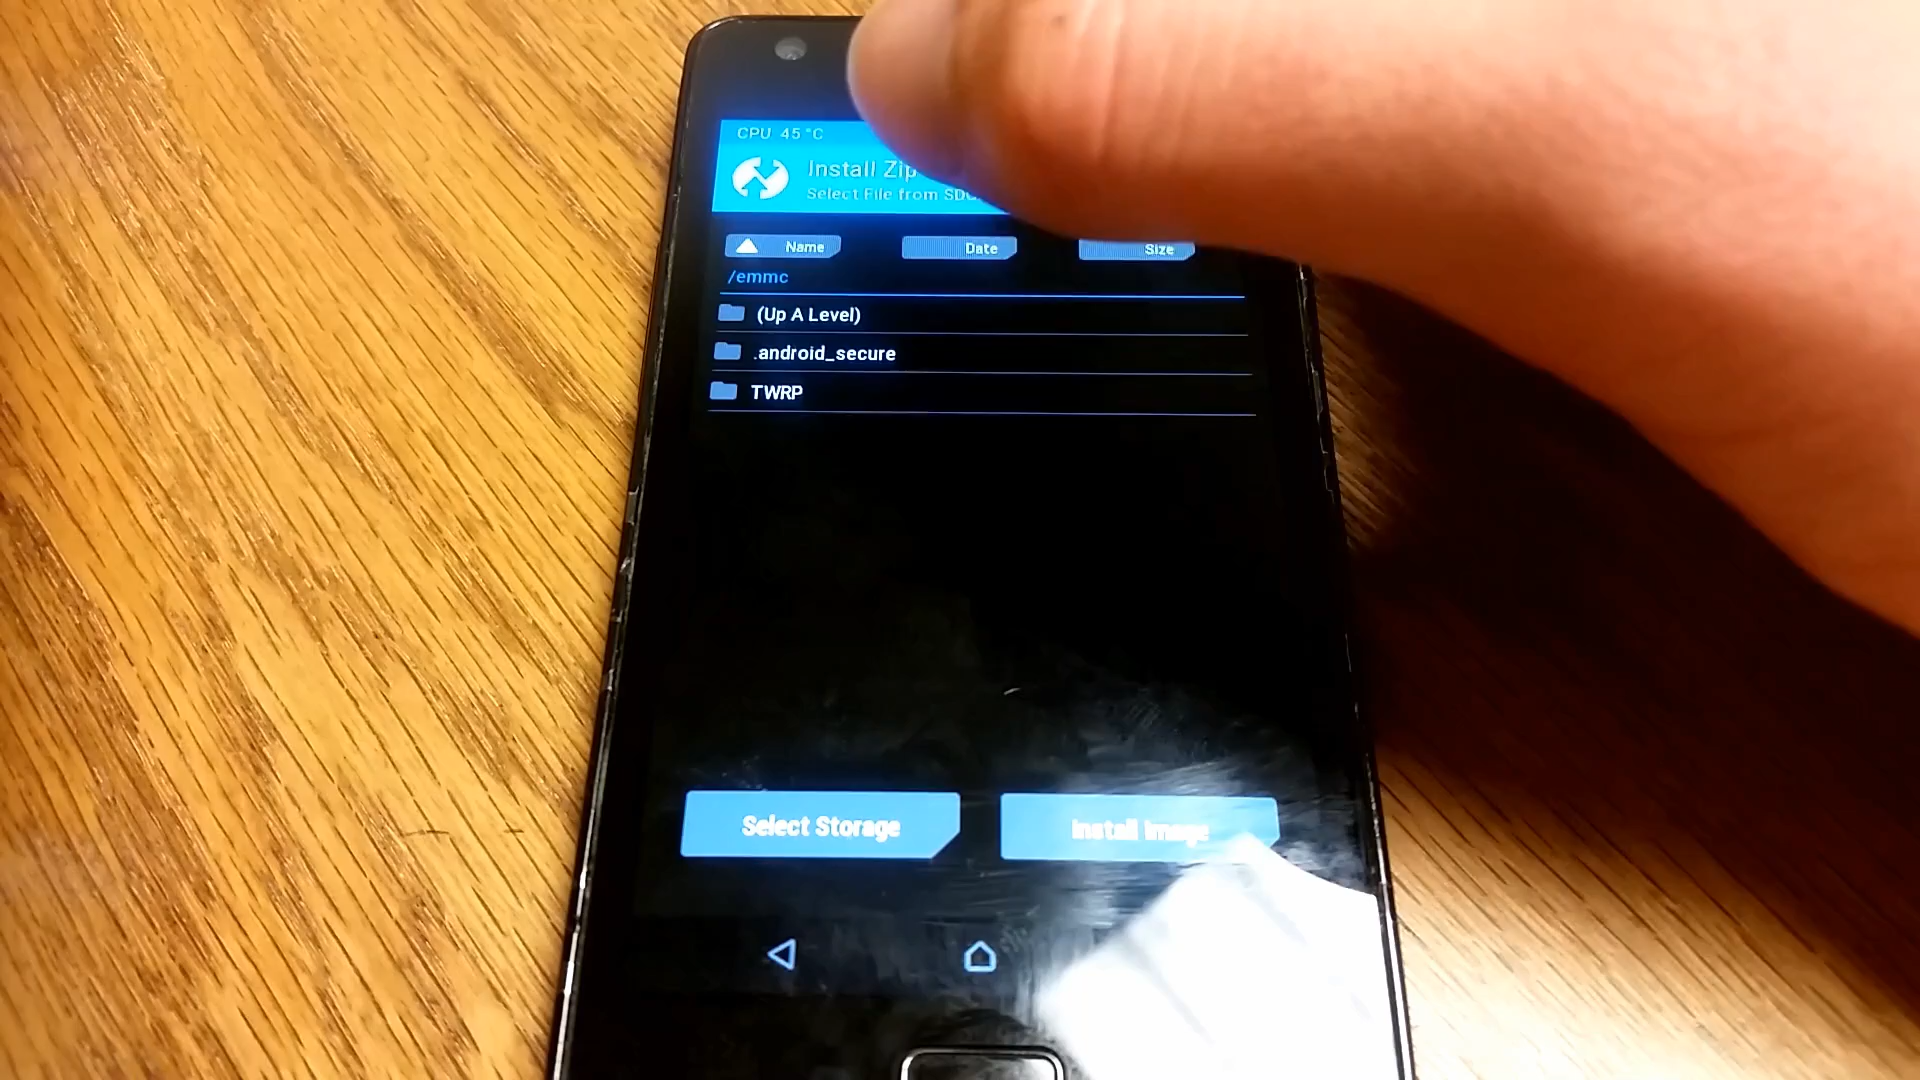 CPU 45 °C
Install Zip
Select File from
Name Date Size
/emmc
(Up A Level)
.android_secure
TWRP
Select Storage Install Image